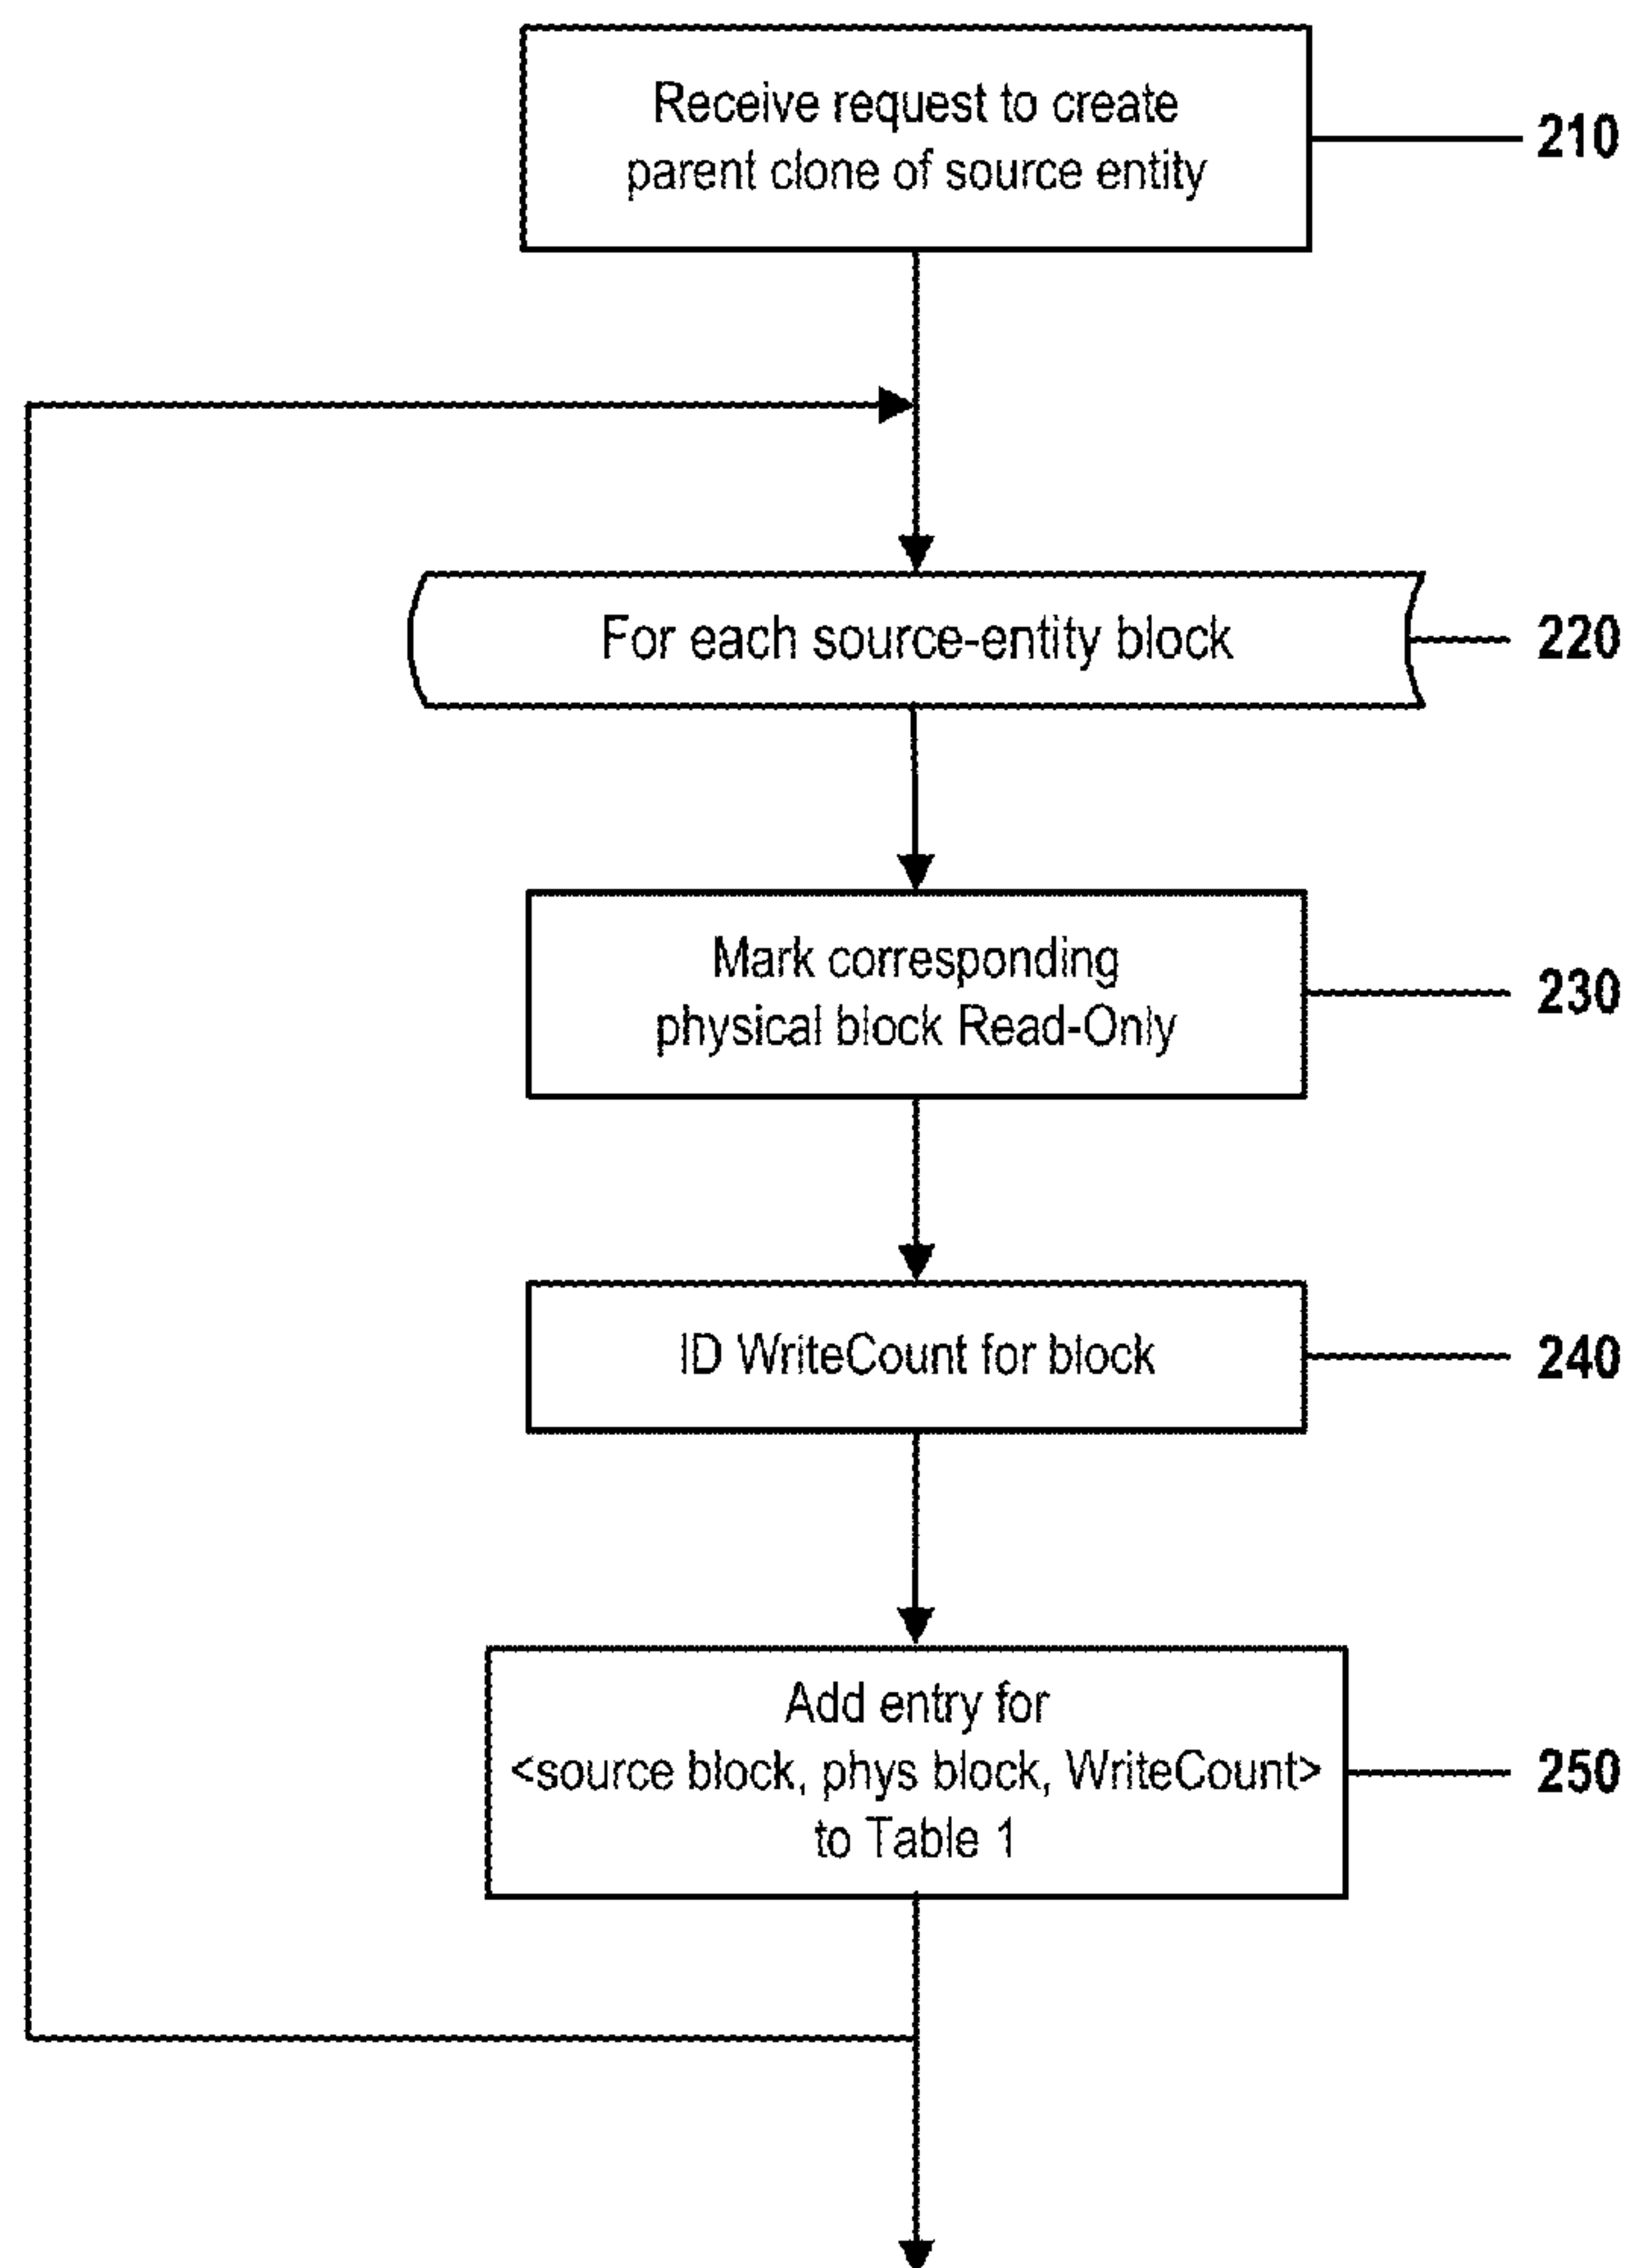 Receive request to create
parent clone of source entity
210
For each source-entity block
220
Mark corresponding
physical block Read-Only
230
ID WriteCount for block
240
Add entry for
<source block, phys block, WriteCount>
to Table 1
250